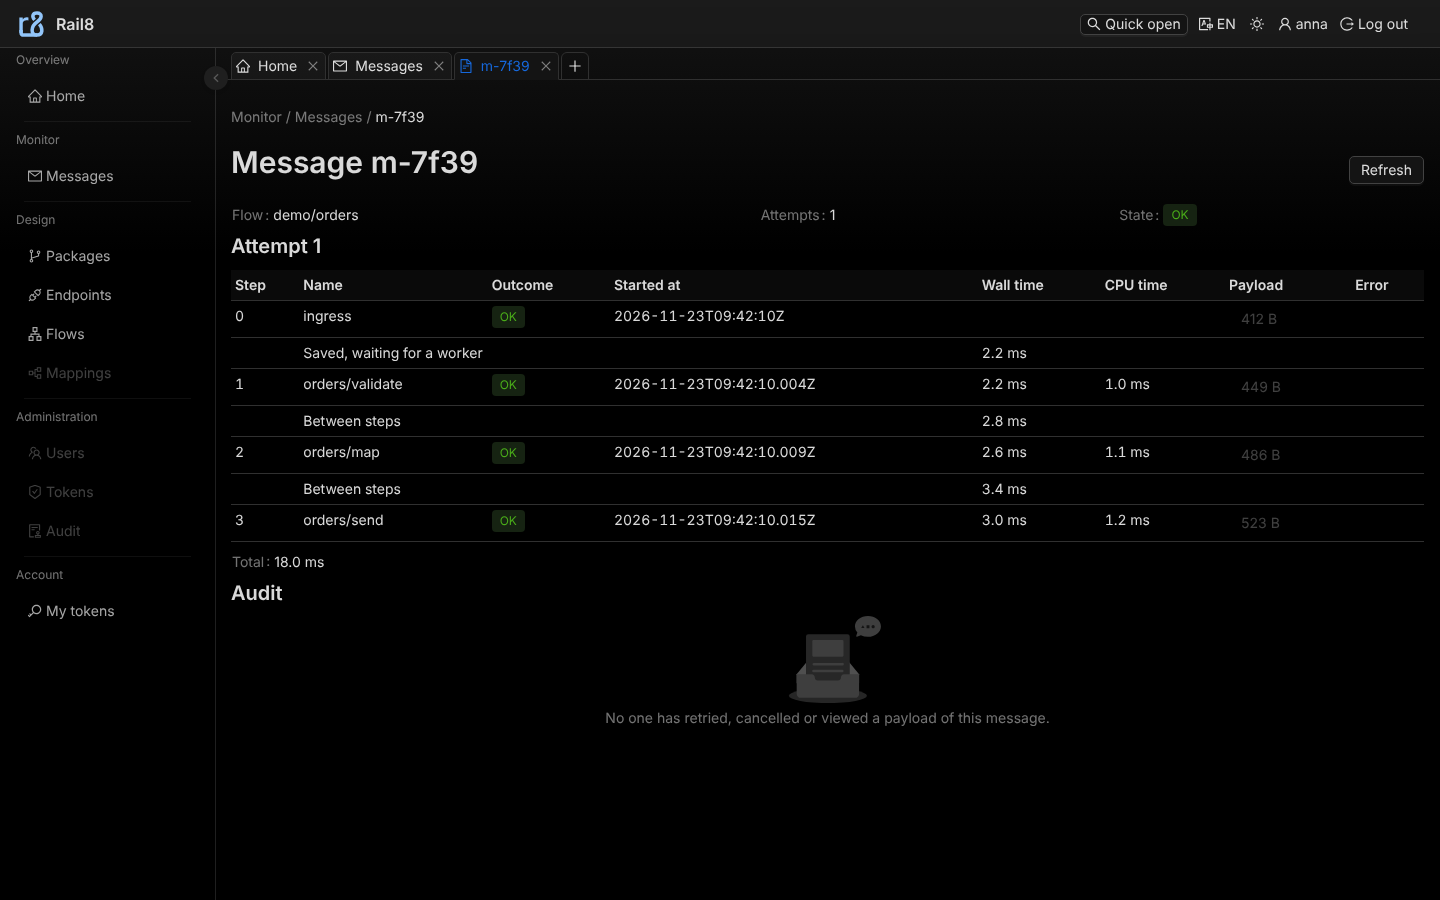 Rail8
Quick open
EN
anna
Log out
Overview
Home
Monitor
Messages
Design
Packages
Endpoints
Flows
Mappings
Administration
Users
Tokens
Audit
Account
My tokens
Home
Messages
m-7f39
Monitor / Messages / m-7f39
Message m-7f39
Refresh
Flow: demo/orders Attempts: 1 State: OK
Attempt 1
Step Name Outcome Started at Wall time CPU time Payload Error
0 ingress OK 2026-11-23T09:42:10Z 412 B
Saved, waiting for a worker 2.2 ms
1 orders/validate OK 2026-11-23T09:42:10.004Z 2.2 ms 1.0 ms 449 B
Between steps 2.8 ms
2 orders/map OK 2026-11-23T09:42:10.009Z 2.6 ms 1.1 ms 486 B
Between steps 3.4 ms
3 orders/send OK 2026-11-23T09:42:10.015Z 3.0 ms 1.2 ms 523 B
Total: 18.0 ms
Audit
No one has retried, cancelled or viewed a payload of this message.